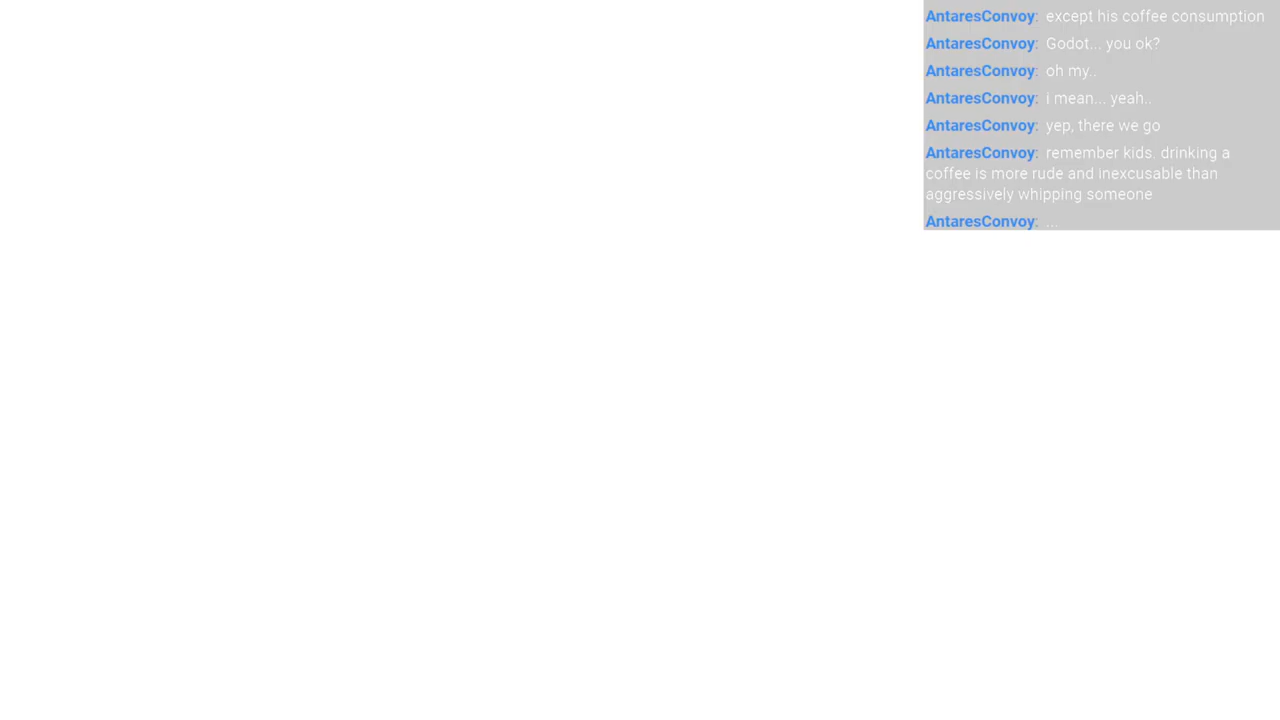 AntaresConvoy: except his coffee consumption
AntaresConvoy: Godot... you ok?
AntaresConvoy: oh my..
AntaresConvoy: i mean... yeah..
AntaresConvoy: yep, there we go
AntaresConvoy: remember kids. drinking a
coffee is more rude and inexcusable than
aggressively whipping someone
AntaresConvoy: ...